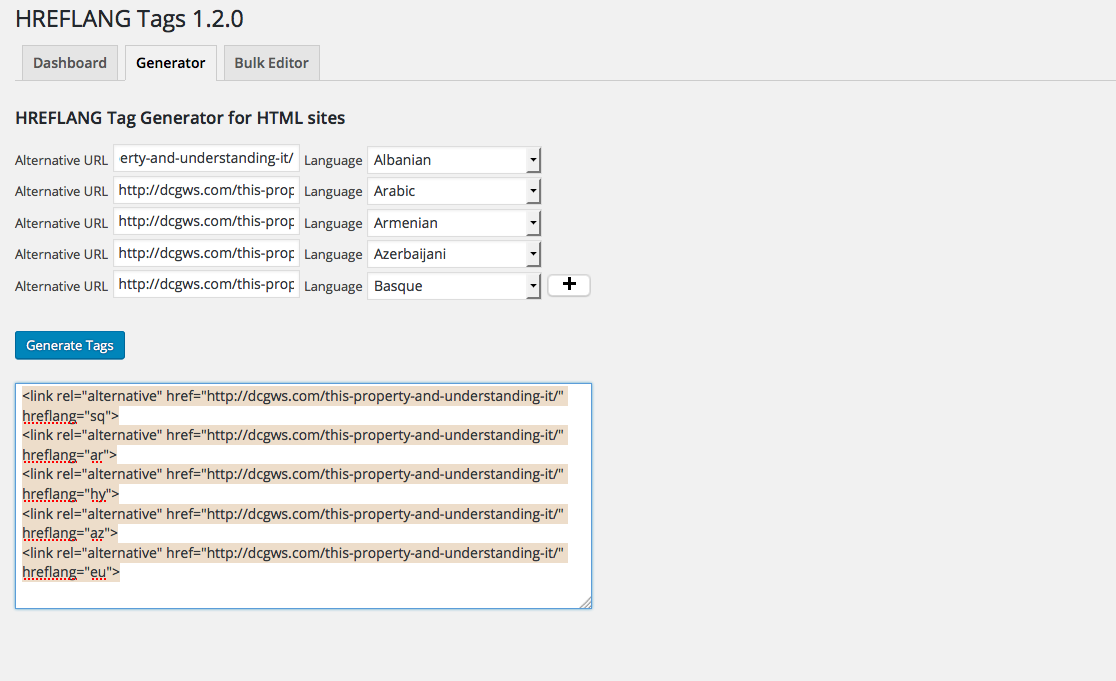 HREFLANG Tags 1.2.0
Dashboard Generator Bulk Editor
HREFLANG Tag Generator for HTML sites
Alternative URL erty-and-understanding-it/ Language Albanian
Alternative URL http://dcgws.com/this-prop Language Arabic
Alternative URL http://dcgws.com/this-prop Language Armenian
Alternative URL http://dcgws.com/this-prop Language Azerbaijani
Alternative URL http://dcgws.com/this-prop Language Basque +
Generate Tags
<link rel="alternative" href="http://dcgws.com/this-property-and-understanding-it/"
hreflang="sq">
<link rel="alternative" href="http://dcgws.com/this-property-and-understanding-it/"
hreflang="ar">
<link rel="alternative" href="http://dcgws.com/this-property-and-understanding-it/"
hreflang="hy">
<link rel="alternative" href="http://dcgws.com/this-property-and-understanding-it/"
hreflang="az">
<link rel="alternative" href="http://dcgws.com/this-property-and-understanding-it/"
hreflang="eu">